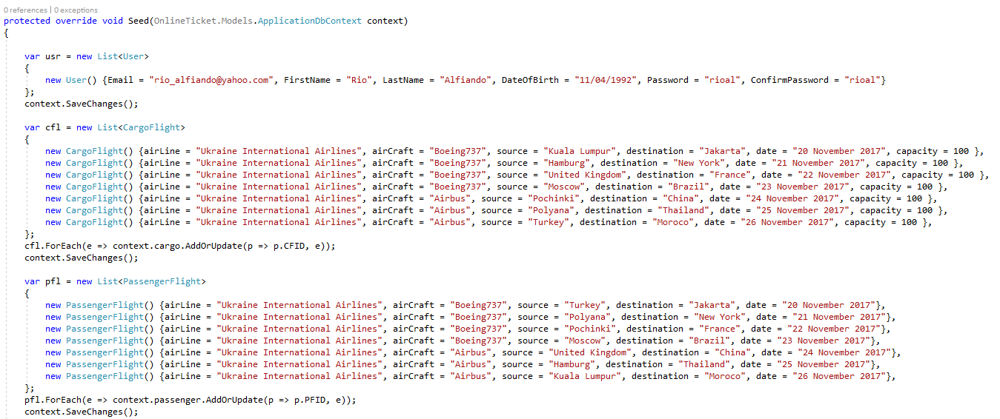 0 references | 0 exceptions
protected override void Seed(OnlineTicket.Models.ApplicationDbContext context)
{
var usr = new List<User>
{
new User() {Email = "rio_alfiando@yahoo.com", FirstName = "Rio", LastName = "Alfiando", DateOfBirth = "11/04/1992", Password = "rioal", ConfirmPassword = "rioal"}
};
context.SaveChanges();
var cfl = new List<CargoFlight>
{
new CargoFlight() {airLine = "Ukraine International Airlines", airCraft = "Boeing737", source = "Kuala Lumpur", destination = "Jakarta", date = "20 November 2017", capacity = 100 },
new CargoFlight() {airLine = "Ukraine International Airlines", airCraft = "Boeing737", source = "Hamburg", destination = "New York", date = "21 November 2017", capacity = 100 },
new CargoFlight() {airLine = "Ukraine International Airlines", airCraft = "Boeing737", source = "United Kingdom", destination = "France", date = "22 November 2017", capacity = 100 },
new CargoFlight() {airLine = "Ukraine International Airlines", airCraft = "Boeing737", source = "Moscow", destination = "Brazil", date = "23 November 2017", capacity = 100 },
new CargoFlight() {airLine = "Ukraine International Airlines", airCraft = "Airbus", source = "Pochinki", destination = "China", date = "24 November 2017", capacity = 100 },
new CargoFlight() {airLine = "Ukraine International Airlines", airCraft = "Airbus", source = "Polyana", destination = "Thailand", date = "25 November 2017", capacity = 100 },
new CargoFlight() {airLine = "Ukraine International Airlines", airCraft = "Airbus", source = "Turkey", destination = "Moroco", date = "26 November 2017", capacity = 100 },
};
cfl.ForEach(e => context.cargo.AddOrUpdate(p => p.CFID, e));
context.SaveChanges();
var pfl = new List<PassengerFlight>
{
new PassengerFlight() {airLine = "Ukraine International Airlines", airCraft = "Boeing737", source = "Turkey", destination = "Jakarta", date = "20 November 2017"},
new PassengerFlight() {airLine = "Ukraine International Airlines", airCraft = "Boeing737", source = "Polyana", destination = "New York", date = "21 November 2017"},
new PassengerFlight() {airLine = "Ukraine International Airlines", airCraft = "Boeing737", source = "Pochinki", destination = "France", date = "22 November 2017"},
new PassengerFlight() {airLine = "Ukraine International Airlines", airCraft = "Boeing737", source = "Moscow", destination = "Brazil", date = "23 November 2017"},
new PassengerFlight() {airLine = "Ukraine International Airlines", airCraft = "Airbus", source = "United Kingdom", destination = "China", date = "24 November 2017"},
new PassengerFlight() {airLine = "Ukraine International Airlines", airCraft = "Airbus", source = "Hamburg", destination = "Thailand", date = "25 November 2017"},
new PassengerFlight() {airLine = "Ukraine International Airlines", airCraft = "Airbus", source = "Kuala Lumpur", destination = "Moroco", date = "26 November 2017"},
};
pfl.ForEach(e => context.passenger.AddOrUpdate(p => p.PFID, e));
context.SaveChanges();